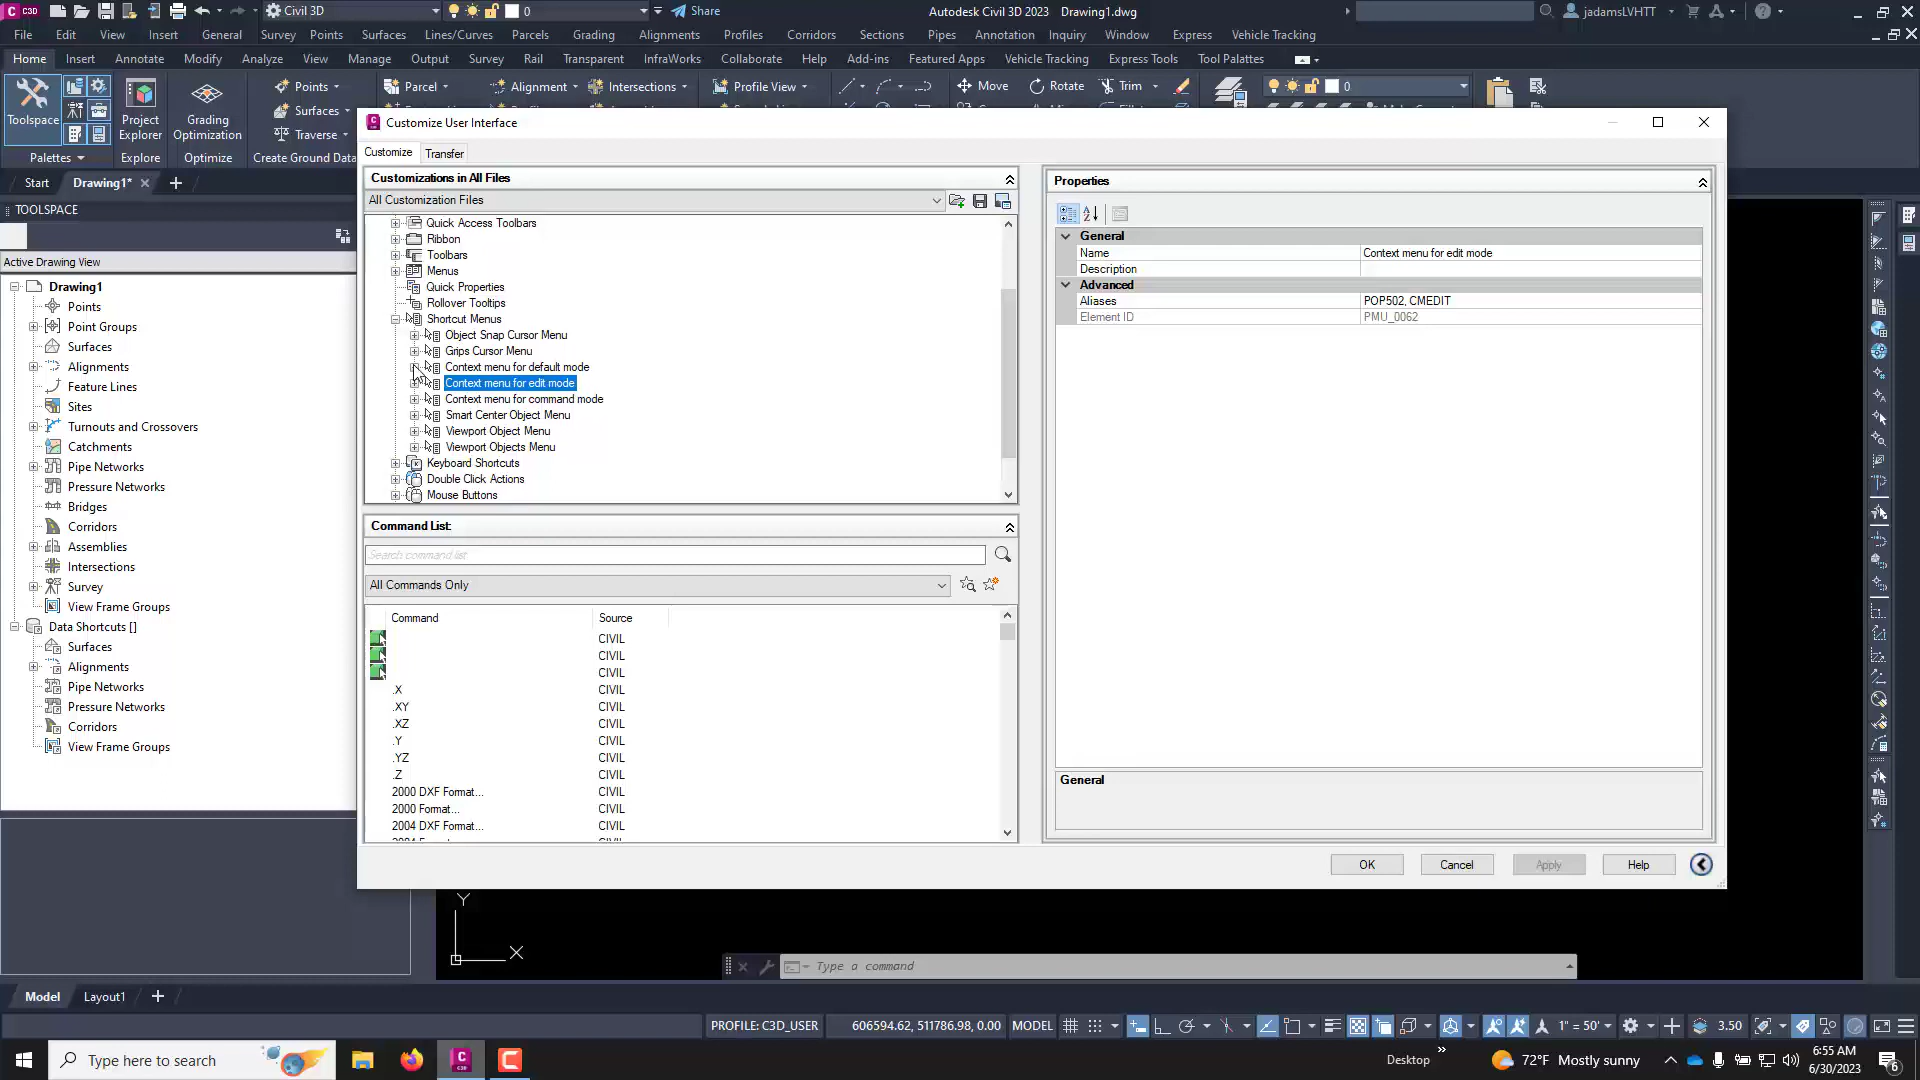 C3D
Civil 3D
0
Share
Autodesk Civil 3D 2023 Drawing1.dwg
jadamsLVHTT
File Edit View Insert General Survey Points Surfaces Lines/Curves Parcels Grading Alignments Profiles Corridors Sections Pipes Annotation Inquiry Window Express Vehicle Tracking
Home Insert Annotate Modify Analyze View Manage Output Survey Rail Transparent InfraWorks Collaborate Help Add-ins Featured Apps Vehicle Tracking Express Tools Tool Palettes
Points Parcel Alignment Intersections Profile View Move Rotate Trim 0
Toolspace Project Explorer Grading Optimization Surfaces
Traverse
Palettes Explore Optimize Create Ground Data
Start Drawing1*
TOOLSPACE
Active Drawing View
Drawing1
Points
Point Groups
Surfaces
Alignments
Feature Lines
Sites
Turnouts and Crossovers
Catchments
Pipe Networks
Pressure Networks
Bridges
Corridors
Assemblies
Intersections
Survey
View Frame Groups
Data Shortcuts []
Surfaces
Alignments
Pipe Networks
Pressure Networks
Corridors
View Frame Groups
Customize User Interface
Customize Transfer
Customizations in All Files
All Customization Files
Quick Access Toolbars
Ribbon
Toolbars
Menus
Quick Properties
Rollover Tooltips
Shortcut Menus
Object Snap Cursor Menu
Grips Cursor Menu
Context menu for default mode
Context menu for edit mode
Context menu for command mode
Smart Center Object Menu
Viewport Object Menu
Viewport Objects Menu
Keyboard Shortcuts
Double Click Actions
Mouse Buttons
Command List:
Search command list
All Commands Only
Command Source
CIVIL
CIVIL
CIVIL
.X CIVIL
.XY CIVIL
.XZ CIVIL
.Y CIVIL
.YZ CIVIL
.Z CIVIL
2000 DXF Format... CIVIL
2000 Format... CIVIL
2004 DXF Format... CIVIL
Properties
General
Name Context menu for edit mode
Description
Advanced
Aliases POP502, CMEDIT
Element ID PMU_0062
General
OK Cancel Apply Help
Y
X
Type a command
Model Layout1
PROFILE: C3D_USER 606594.62, 511786.98, 0.00 MODEL 1" = 50' 3.50
Type here to search
Desktop
72°F Mostly sunny
6:55 AM
6/30/2023
6